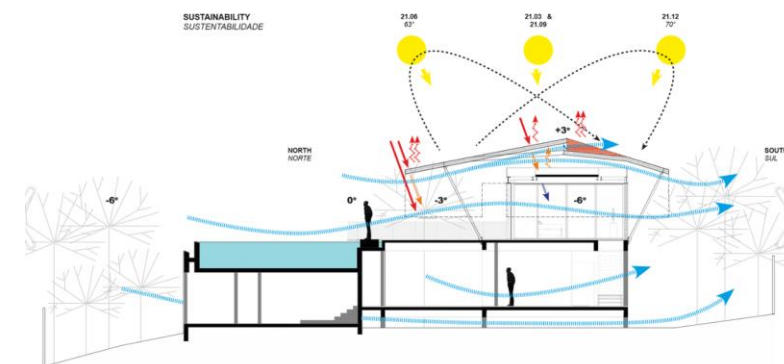 SUSTAINABILITY
SUSTENTABILIDADE
21.06
63°
21.03 &
21.09
21.12
70°
+3°
NORTH
NORTE
SOUTH
SUL
-6°
0°
-3°
-6°